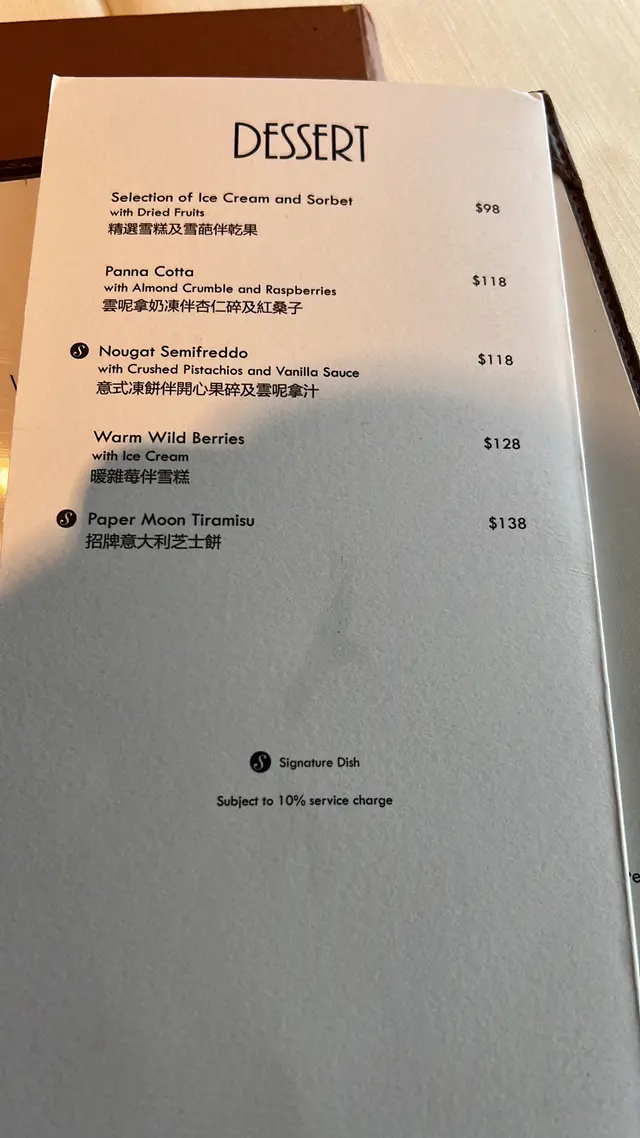 DESSERT
Selection of Ice Cream and Sorbet $98
with Dried Fruits
精選雪糕及雪葩伴乾果
Panna Cotta $118
with Almond Crumble and Raspberries
雲呢拿奶凍伴杏仁碎及紅桑子
S Nougat Semifreddo $118
with Crushed Pistachios and Vanilla Sauce
意式凍餅伴開心果碎及雲呢拿汁
Warm Wild Berries $128
with Ice Cream
暖雜莓伴雪糕
S Paper Moon Tiramisu $138
招牌意大利芝士餅
S Signature Dish
Subject to 10% service charge